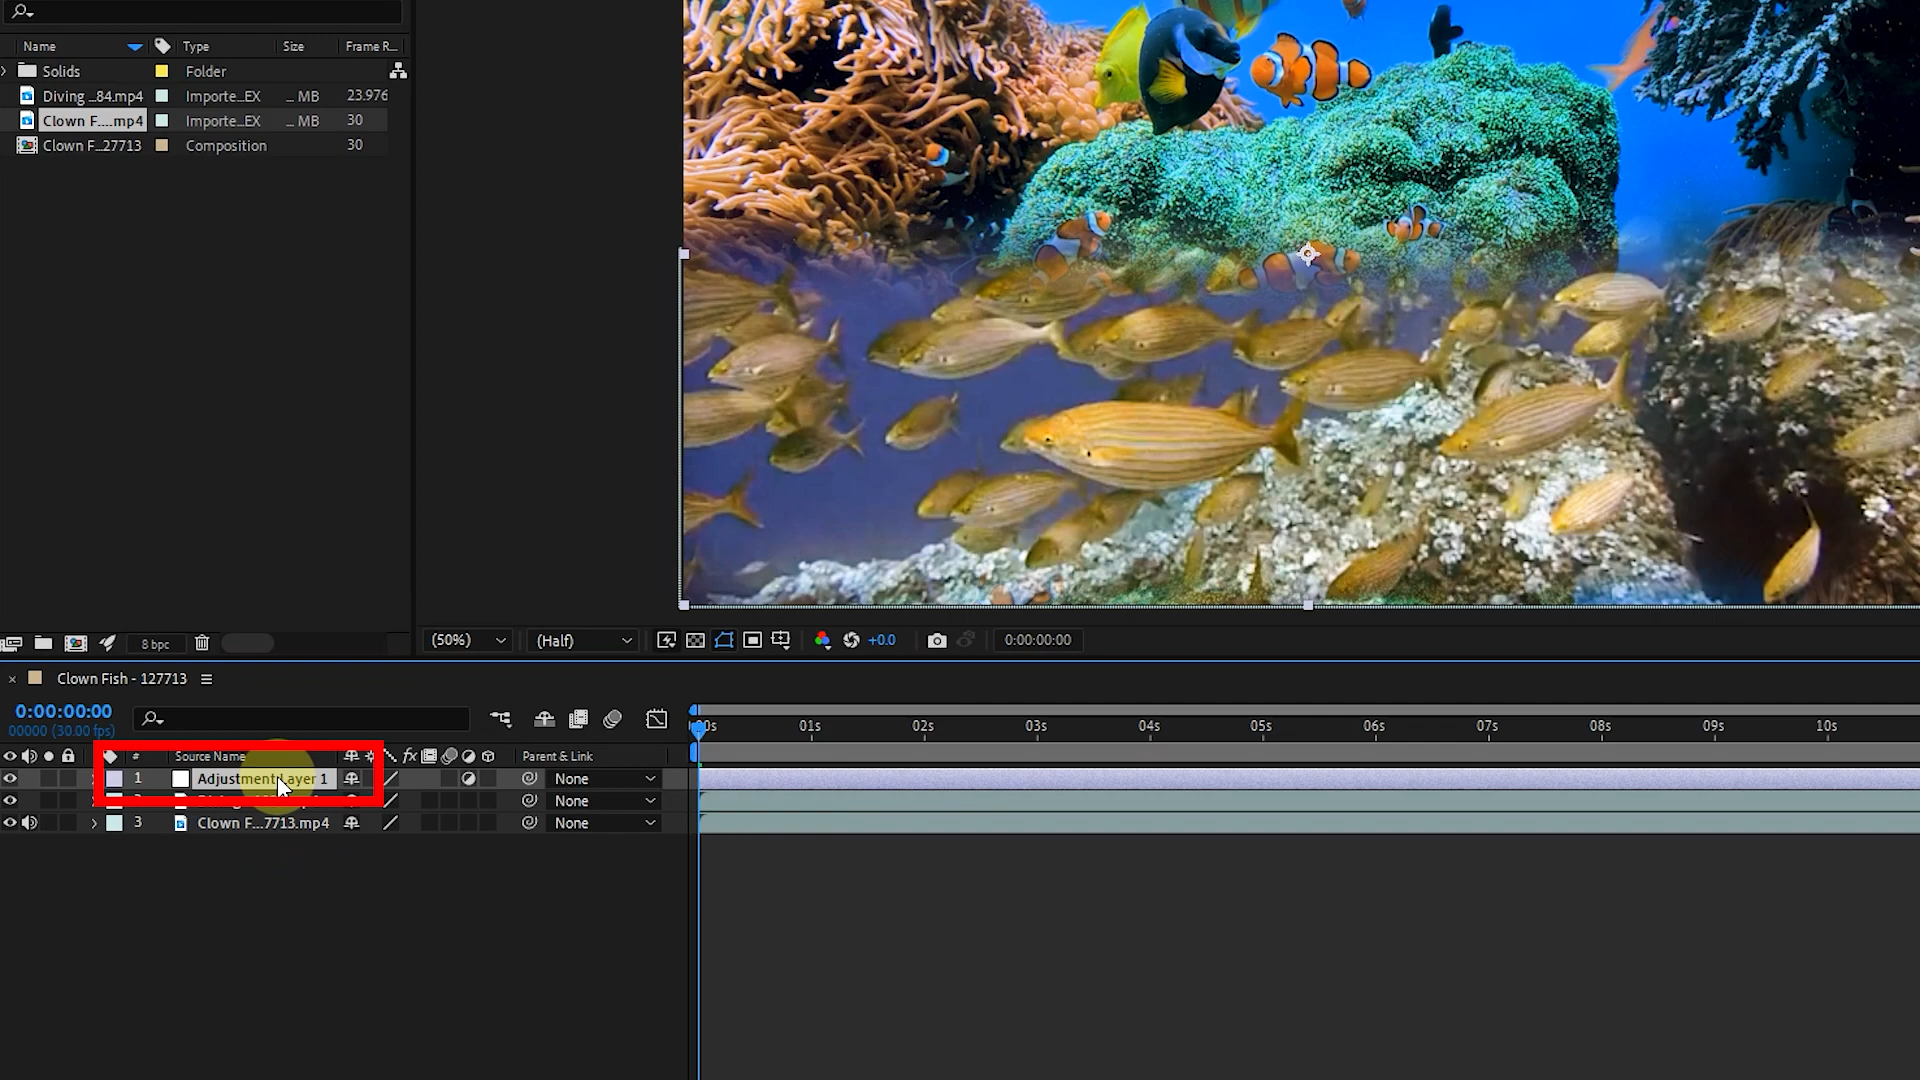 Name Type Size Frame R...
Solids Folder
Diving ...84.mp4 Importe...EX ... MB 23.976
Clown F....mp4 Importe...EX ... MB 30
Clown F...27713 Composition 30
8 bpc
(50%) (Half) +0.0 0:00:00:00
Clown Fish - 127713
0:00:00:00
00000 (30.00 fps)
00s 01s 02s 03s 04s 05s 06s 07s 08s 09s 10s
# Source Name fx Parent & Link
1 Adjustment Layer 1 None
None
3 Clown F...7713.mp4 None